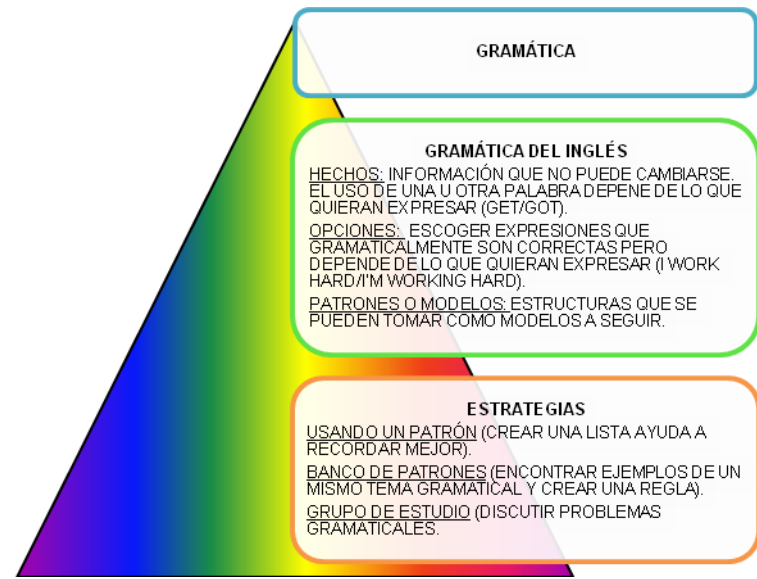 GRAMÁTICA
GRAMÁTICA DEL INGLÉS
HECHOS: INFORMACIÓN QUE NO PUEDE CAMBIARSE.
EL USO DE UNA U OTRA PALABRA DEPENE DE LO QUE
QUIERAN EXPRESAR (GET/GOT).
OPCIONES: ESCOGER EXPRESIONES QUE
GRAMATICALMENTE SON CORRECTAS PERO
DEPENDE DE LO QUE QUIERAN EXPRESAR (I WORK
HARD/I'M WORKING HARD).
PATRONES O MODELOS: ESTRUCTURAS QUE SE
PUEDEN TOMAR COMO MODELOS A SEGUIR.
ESTRATEGIAS
USANDO UN PATRÓN (CREAR UNA LISTA AYUDA A
RECORDAR MEJOR).
BANCO DE PATRONES (ENCONTRAR EJEMPLOS DE UN
MISMO TEMA GRAMATICAL Y CREAR UNA REGLA).
GRUPO DE ESTUDIO (DISCUTIR PROBLEMAS
GRAMATICALES.